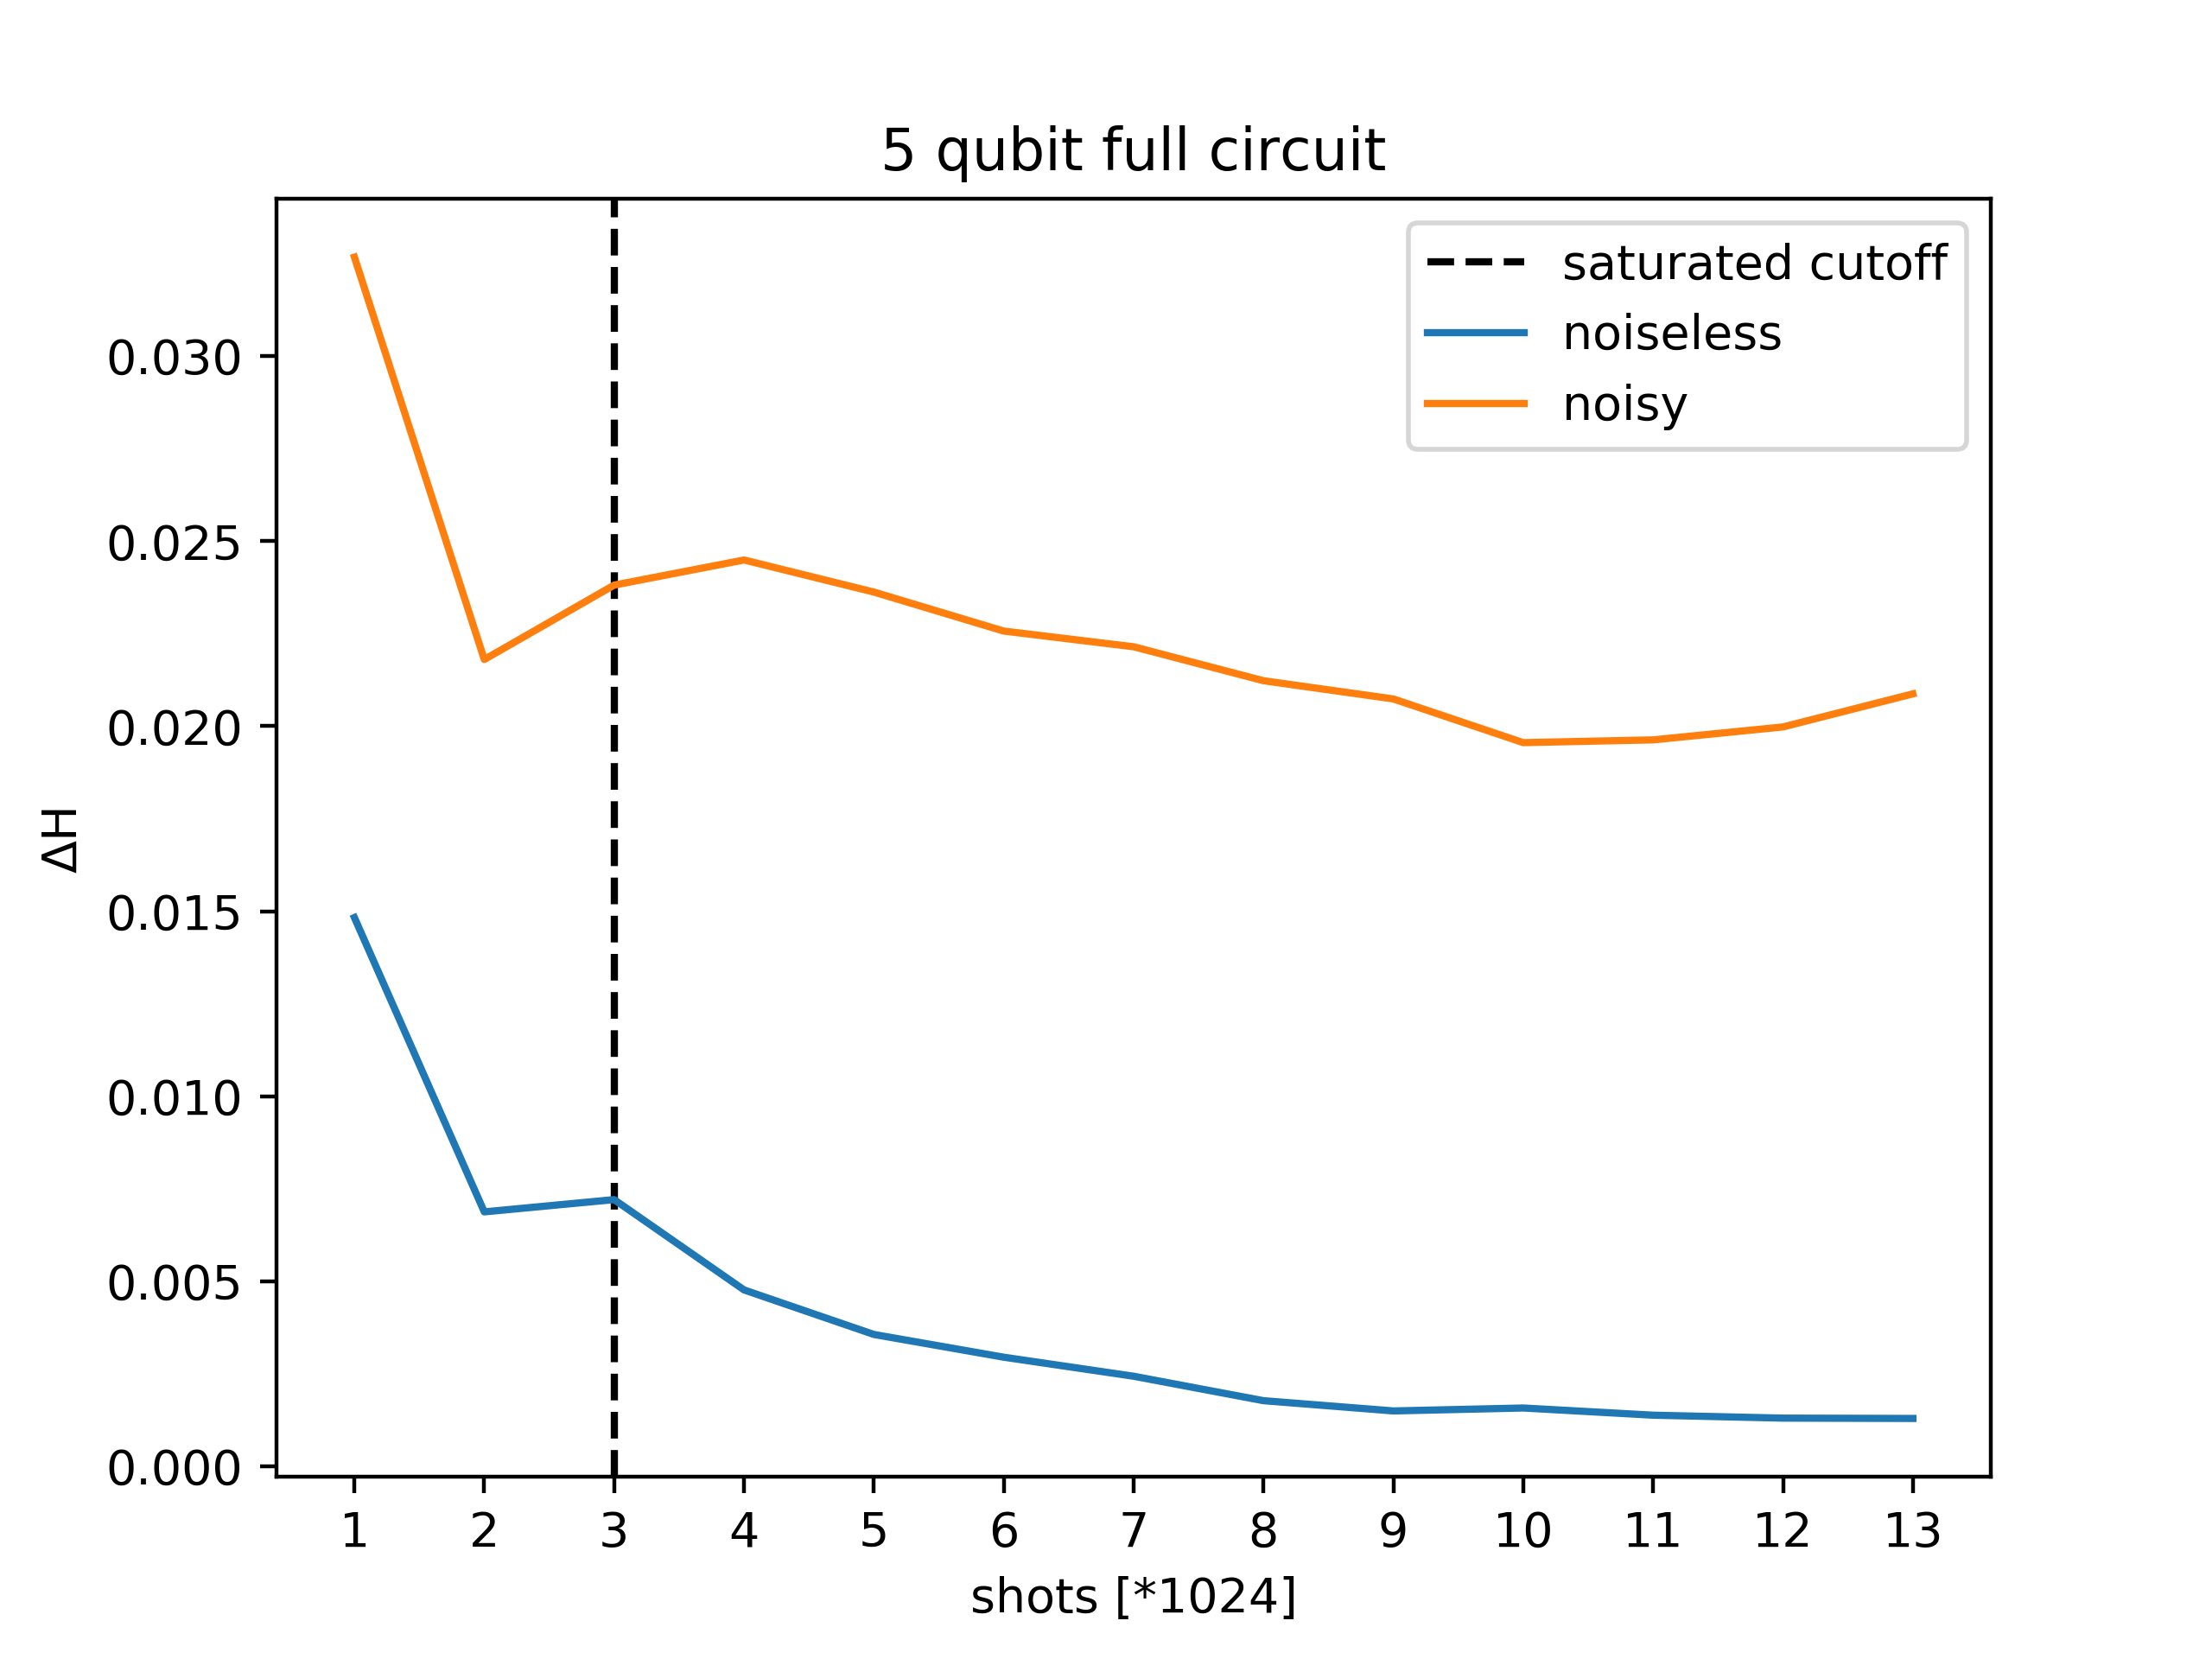 5 qubit full circuit
saturated cutoff
noiseless
noisy
0.030
0.025
0.020
0.015
0.010
0.005
0.000
ΔH
1 2 3 4 5 6 7 8 9 10 11 12 13
shots [*1024]